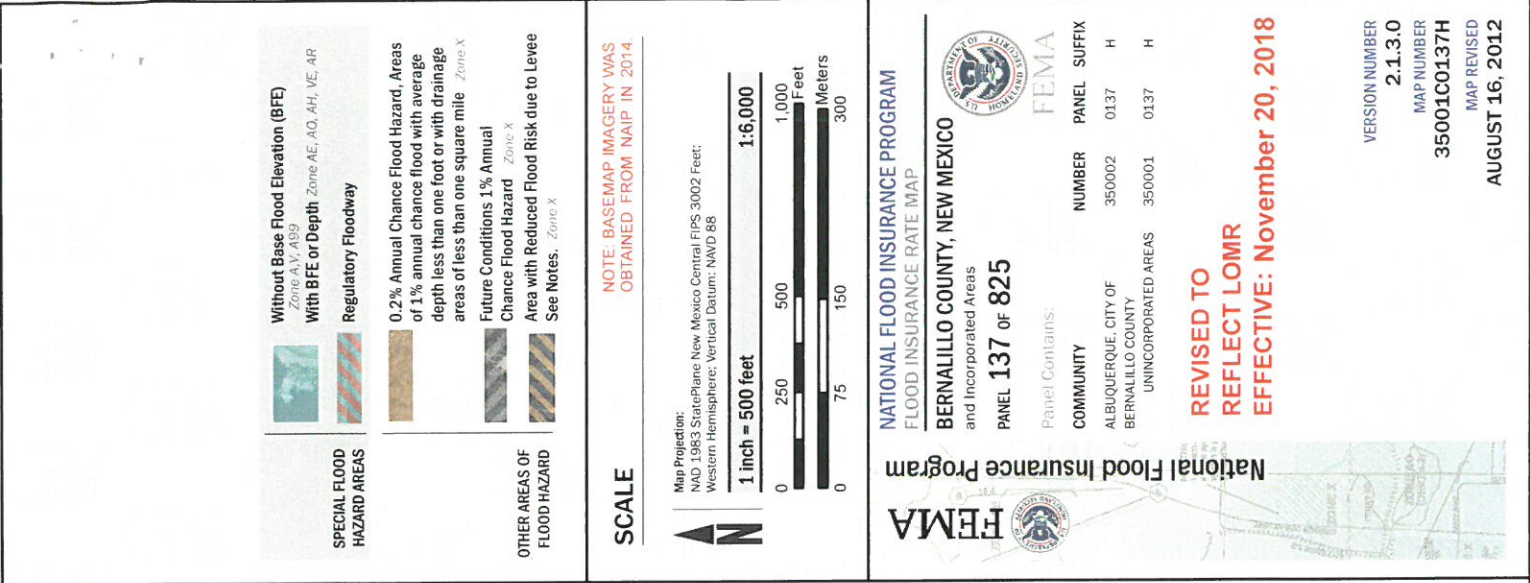 SPECIAL FLOOD
HAZARD AREAS
Without Base Flood Elevation (BFE)
Zone A,V, A99
With BFE or Depth Zone AE, AO, AH, VE, AR
Regulatory Floodway
OTHER AREAS OF
FLOOD HAZARD
0.2% Annual Chance Flood Hazard, Areas
of 1% annual chance flood with average
depth less than one foot or with drainage
areas of less than one square mile Zone X
Future Conditions 1% Annual
Chance Flood Hazard Zone X
Area with Reduced Flood Risk due to Levee
See Notes. Zone X
SCALE
NOTE: BASEMAP IMAGERY WAS
OBTAINED FROM NAIP IN 2014
N
Map Projection:
NAD 1983 StatePlane New Mexico Central FIPS 3002 Feet;
Western Hemisphere; Vertical Datum: NAVD 88
1 inch = 500 feet 1:6,000
0 250 500 1,000
Feet
Meters
0 75 150 300
FEMA
National Flood Insurance Program
NATIONAL FLOOD INSURANCE PROGRAM
FLOOD INSURANCE RATE MAP
BERNALILLO COUNTY, NEW MEXICO
and Incorporated Areas
PANEL 137 OF 825
U.S. DEPARTMENT OF HOMELAND SECURITY
FEMA
Panel Contains:
COMMUNITY NUMBER PANEL SUFFIX
ALBUQUERQUE, CITY OF 350002 0137 H
BERNALILLO COUNTY
UNINCORPORATED AREAS 350001 0137 H
REVISED TO
REFLECT LOMR
EFFECTIVE: November 20, 2018
VERSION NUMBER
2.1.3.0
MAP NUMBER
35001C0137H
MAP REVISED
AUGUST 16, 2012